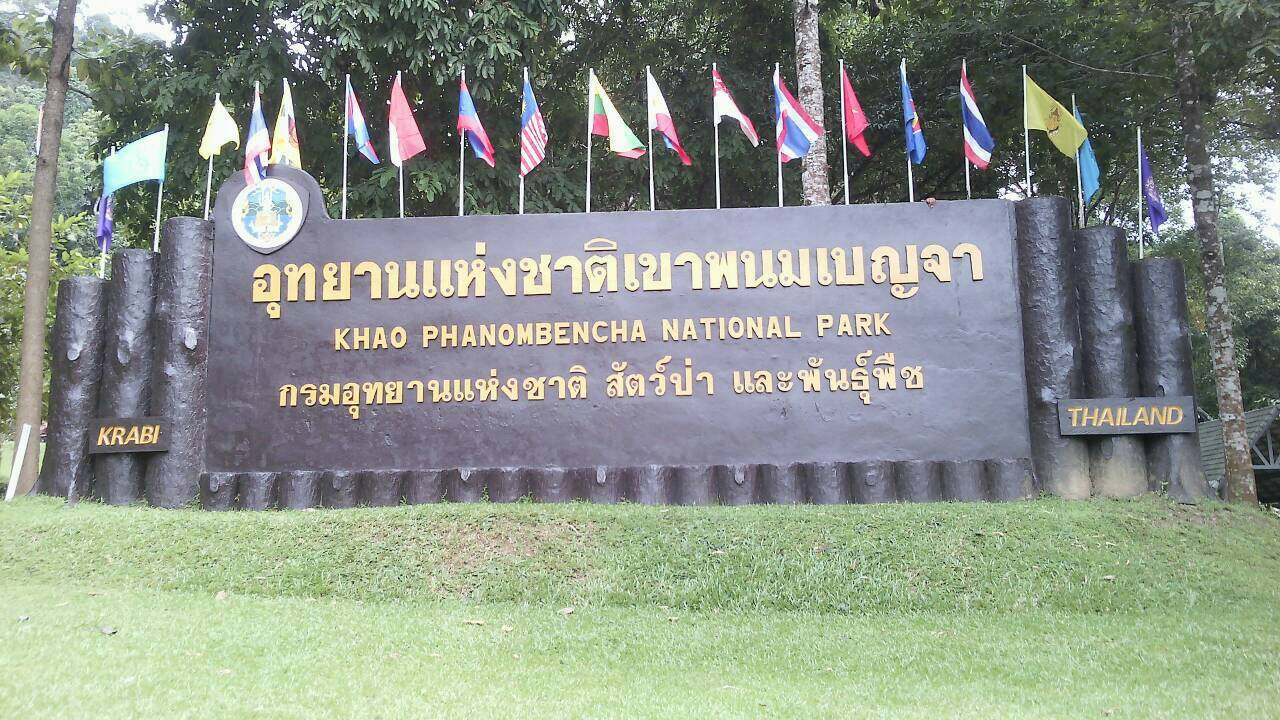 อุทยานแห่งชาติเขาพนมเบญจา
KHAO PHANOMBENCHA NATIONAL PARK
กรมอุทยานแห่งชาติ สัตว์ป่า และพันธุ์พืช
KRABI
THAILAND